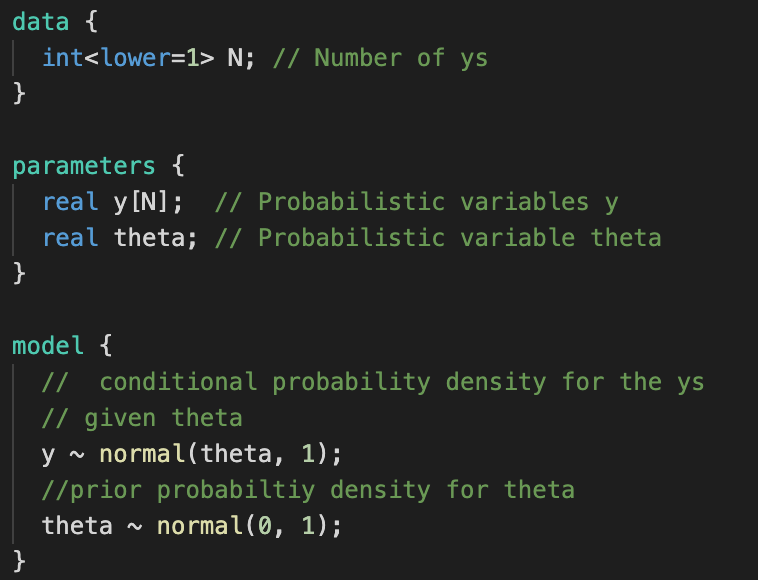 data {
  int<lower=1> N; // Number of ys
}

parameters {
  real y[N];  // Probabilistic variables y
  real theta; // Probabilistic variable theta
}

model {
  //  conditional probability density for the ys
  // given theta
  y ~ normal(theta, 1);
  //prior probabiltiy density for theta
  theta ~ normal(0, 1);
}